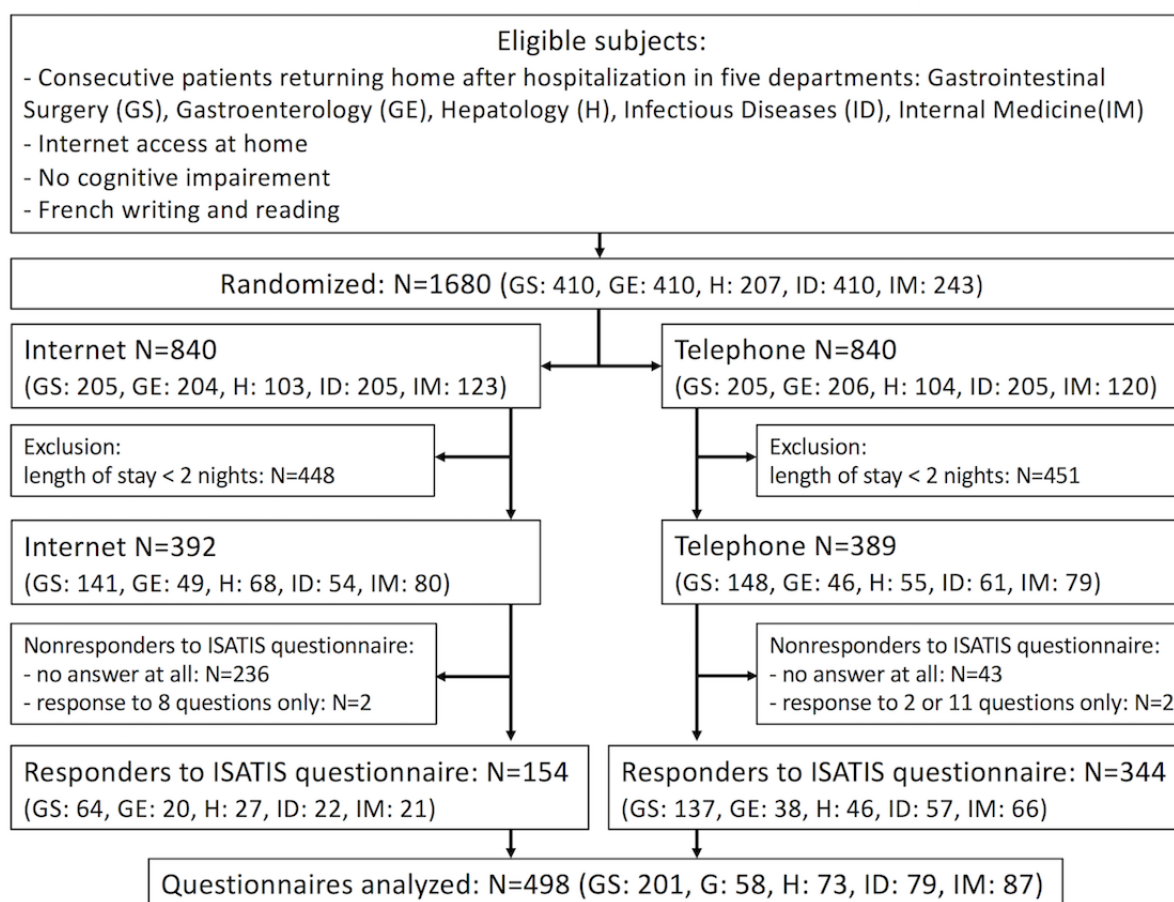 Eligible subjects:
- Consecutive patients returning home after hospitalization in five departments: Gastrointestinal
Surgery (GS), Gastroenterology (GE), Hepatology (H), Infectious Diseases (ID), Internal Medicine(IM)
- Internet access at home
- No cognitive impairement
- French writing and reading
Randomized: N=1680 (GS: 410, GE: 410, H: 207, ID: 410, IM: 243)
Internet N=840
(GS: 205, GE: 204, H: 103, ID: 205, IM: 123)
Telephone N=840
(GS: 205, GE: 206, H: 104, ID: 205, IM: 120)
Exclusion:
length of stay < 2 nights: N=448
Exclusion:
length of stay < 2 nights: N=451
Internet N=392
(GS: 141, GE: 49, H: 68, ID: 54, IM: 80)
Telephone N=389
(GS: 148, GE: 46, H: 55, ID: 61, IM: 79)
Nonresponders to ISATIS questionnaire:
- no answer at all: N=236
- response to 8 questions only: N=2
Nonresponders to ISATIS questionnaire:
- no answer at all: N=43
- response to 2 or 11 questions only: N=2
Responders to ISATIS questionnaire: N=154
(GS: 64, GE: 20, H: 27, ID: 22, IM: 21)
Responders to ISATIS questionnaire: N=344
(GS: 137, GE: 38, H: 46, ID: 57, IM: 66)
Questionnaires analyzed: N=498 (GS: 201, G: 58, H: 73, ID: 79, IM: 87)